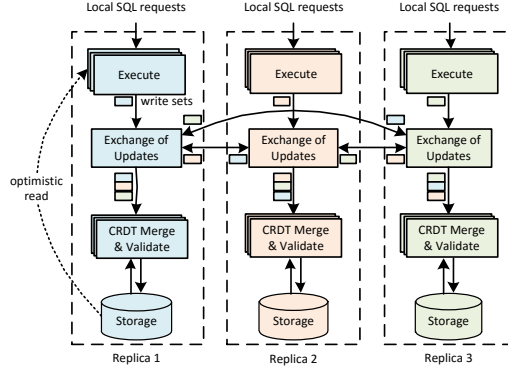 Local SQL requests
Local SQL requests
Local SQL requests
Execute
Execute
Execute
write sets
Exchange of
Updates
Exchange of
Updates
Exchange of
Updates
optimistic
read
CRDT Merge
& Validate
CRDT Merge
& Validate
CRDT Merge
& Validate
Storage
Storage
Storage
Replica 1
Replica 2
Replica 3